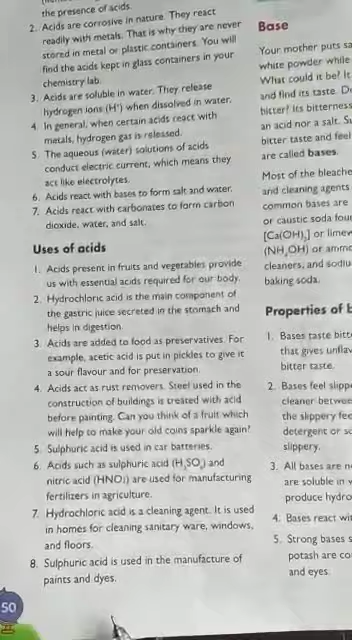 the presence of acids.
2. Acids are corrosive in nature. They react
readily with metals. That is why they are never
stored in metal or plastic containers. You will
find the acids kept in glass containers in your
chemistry lab.
3. Acids are soluble in water. They release
hydrogen ions (H⁺) when dissolved in water.
4. In general, when certain acids react with
metals, hydrogen gas is released.
5. The aqueous (water) solutions of acids
conduct electric current, which means they
act like electrolytes.
6. Acids react with bases to form salt and water.
7. Acids react with carbonates to form carbon
dioxide, water, and salt.
Uses of acids
1. Acids present in fruits and vegetables provide
us with essential acids required for our body.
2. Hydrochloric acid is the main component of
the gastric juice secreted in the stomach and
helps in digestion.
3. Acids are added to food as preservatives. For
example, acetic acid is put in pickles to give it
a sour flavour and for preservation.
4. Acids act as rust removers. Steel used in the
construction of buildings is treated with acid
before painting. Can you think of a fruit which
will help to make your old coins sparkle again?
5. Sulphuric acid is used in car batteries.
6. Acids such as sulphuric acid (H₂SO₄) and
nitric acid (HNO₃) are used for manufacturing
fertilizers in agriculture.
7. Hydrochloric acid is a cleaning agent. It is used
in homes for cleaning sanitary ware, windows,
and floors.
8. Sulphuric acid is used in the manufacture of
paints and dyes.
50
Base
Your mother puts
white powder while
What could it be? It
and find its taste.
bitter! Its bitterness
an acid nor a salt.
bitter taste and feel
are called bases.
Most of the
and cleaning agents
common bases are
or caustic soda
[Ca(OH)₂] or
(NH₄OH) or
cleaners, and
baking soda.
Properties of
1. Bases taste
that gives
bitter taste.
2. Bases feel
cleaner
the slippery
detergent or
slippery.
3. All bases are
are soluble in
produce
4. Bases react
5. Strong bases
potash are
and eyes.